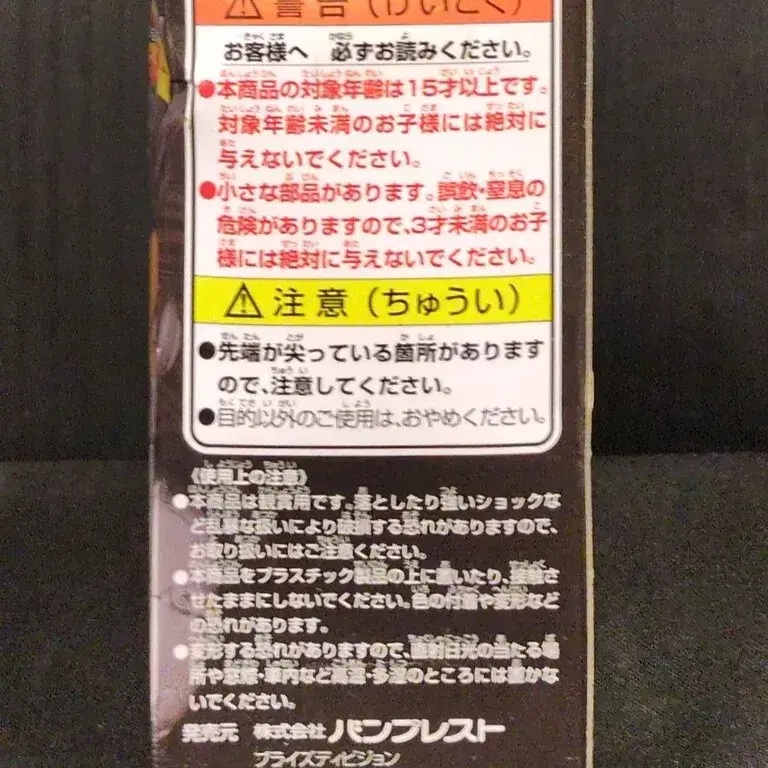 ⚠警告（けいこく）
お客様へ 必ずお読みください。
●本商品の対象年齢は15才以上です。
対象年齢未満のお子様には絶対に
与えないでください。
●小さな部品があります。誤飲・窒息の
危険がありますので、3才未満のお子
様には絶対に与えないでください。
⚠注意（ちゅうい）
●先端が尖っている箇所があります
ので、注意してください。
●目的以外のご使用は、おやめください。
《使用上の注意》
●本商品は観賞用です。落としたり強いショックな
ど乱暴な扱いにより破損する恐れがありますので、
お取り扱いにはご注意ください。
●本商品をプラスチック製品の上に置いたり、接触さ
せたままにしないでください。色の付着や変形など
の恐れがあります。
●変形する恐れがありますので、直射日光の当たる場
所や窓際・車内など高温・多湿のところには置かな
いでください。
発売元 株式会社 バンプレスト
プライズディビジョン